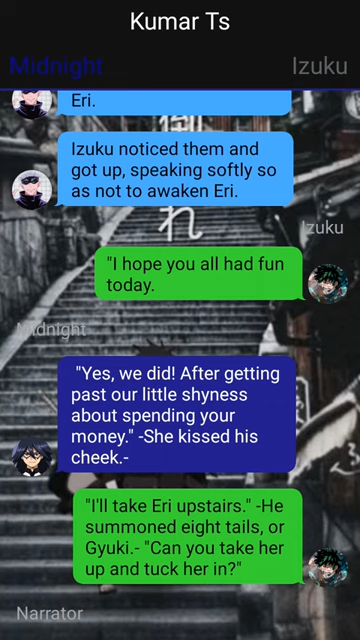 Kumar Ts
Midnight
Izuku
Eri.
Izuku noticed them and
got up, speaking softly so
as not to awaken Eri.
れ
Izuku
"I hope you all had fun
today.
Midnight
"Yes, we did! After getting
past our little shyness
about spending your
money." -She kissed his
cheek.-
"I'll take Eri upstairs." -He
summoned eight tails, or
Gyuki.- "Can you take her
up and tuck her in?"
Narrator